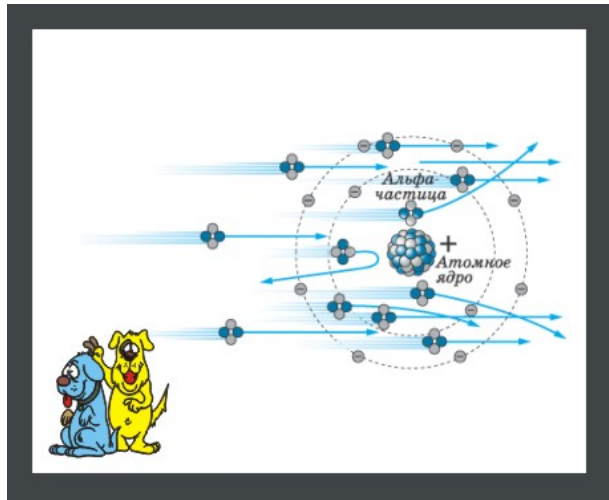 Альфа-
частица
+
Атомное
ядро